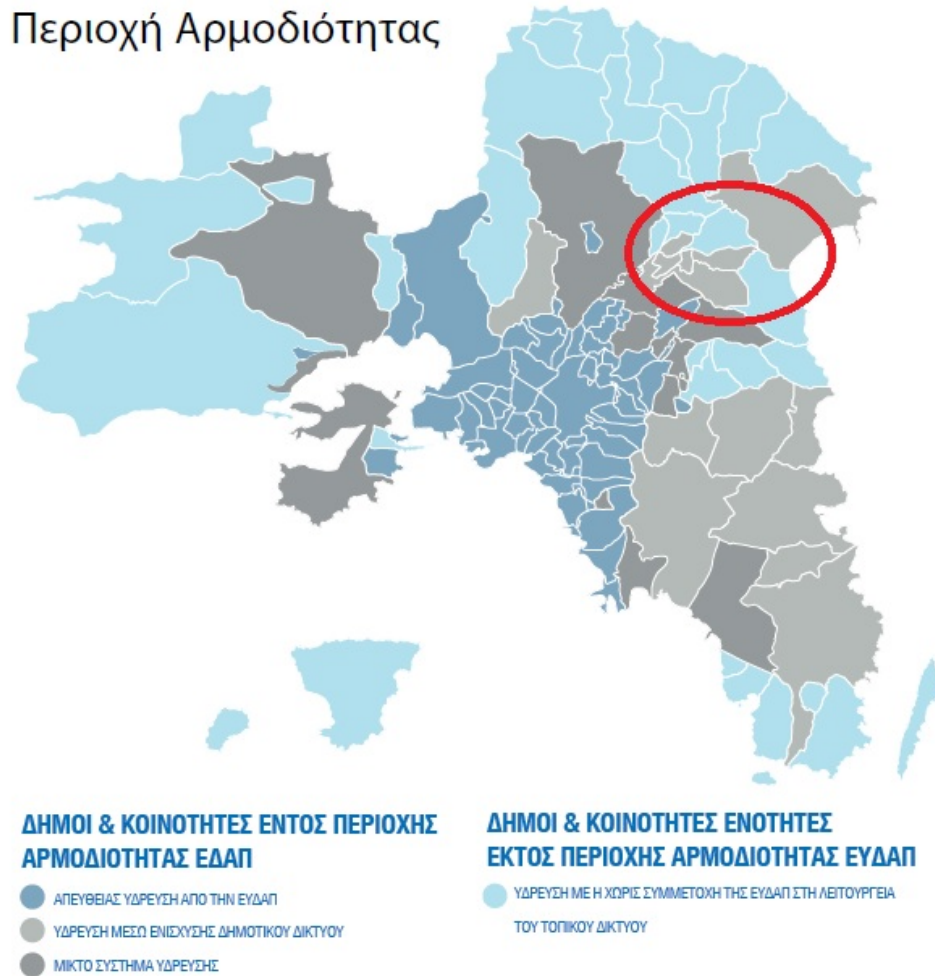 Περιοχή Αρμοδιότητας
ΔΗΜΟΙ & ΚΟΙΝΟΤΗΤΕΣ ΕΝΤΟΣ ΠΕΡΙΟΧΗΣ
ΑΡΜΟΔΙΟΤΗΤΑΣ ΕΔΑΠ
ΑΠΕΥΘΕΙΑΣ ΥΔΡΕΥΣΗ ΑΠΟ ΤΗΝ ΕΥΔΑΠ
ΥΔΡΕΥΣΗ ΜΕΣΩ ΕΝΙΣΧΥΣΗΣ ΔΗΜΟΤΙΚΟΥ ΔΙΚΤΥΟΥ
ΜΙΚΤΟ ΣΥΣΤΗΜΑ ΥΔΡΕΥΣΗΣ
ΔΗΜΟΙ & ΚΟΙΝΟΤΗΤΕΣ ΕΝΟΤΗΤΕΣ
ΕΚΤΟΣ ΠΕΡΙΟΧΗΣ ΑΡΜΟΔΙΟΤΗΤΑΣ ΕΥΔΑΠ
ΥΔΡΕΥΣΗ ΜΕ Η ΧΩΡΙΣ ΣΥΜΜΕΤΟΧΗ ΤΗΣ ΕΥΔΑΠ ΣΤΗ ΛΕΙΤΟΥΡΓΕΙΑ
ΤΟΥ ΤΟΠΙΚΟΥ ΔΙΚΤΥΟΥ